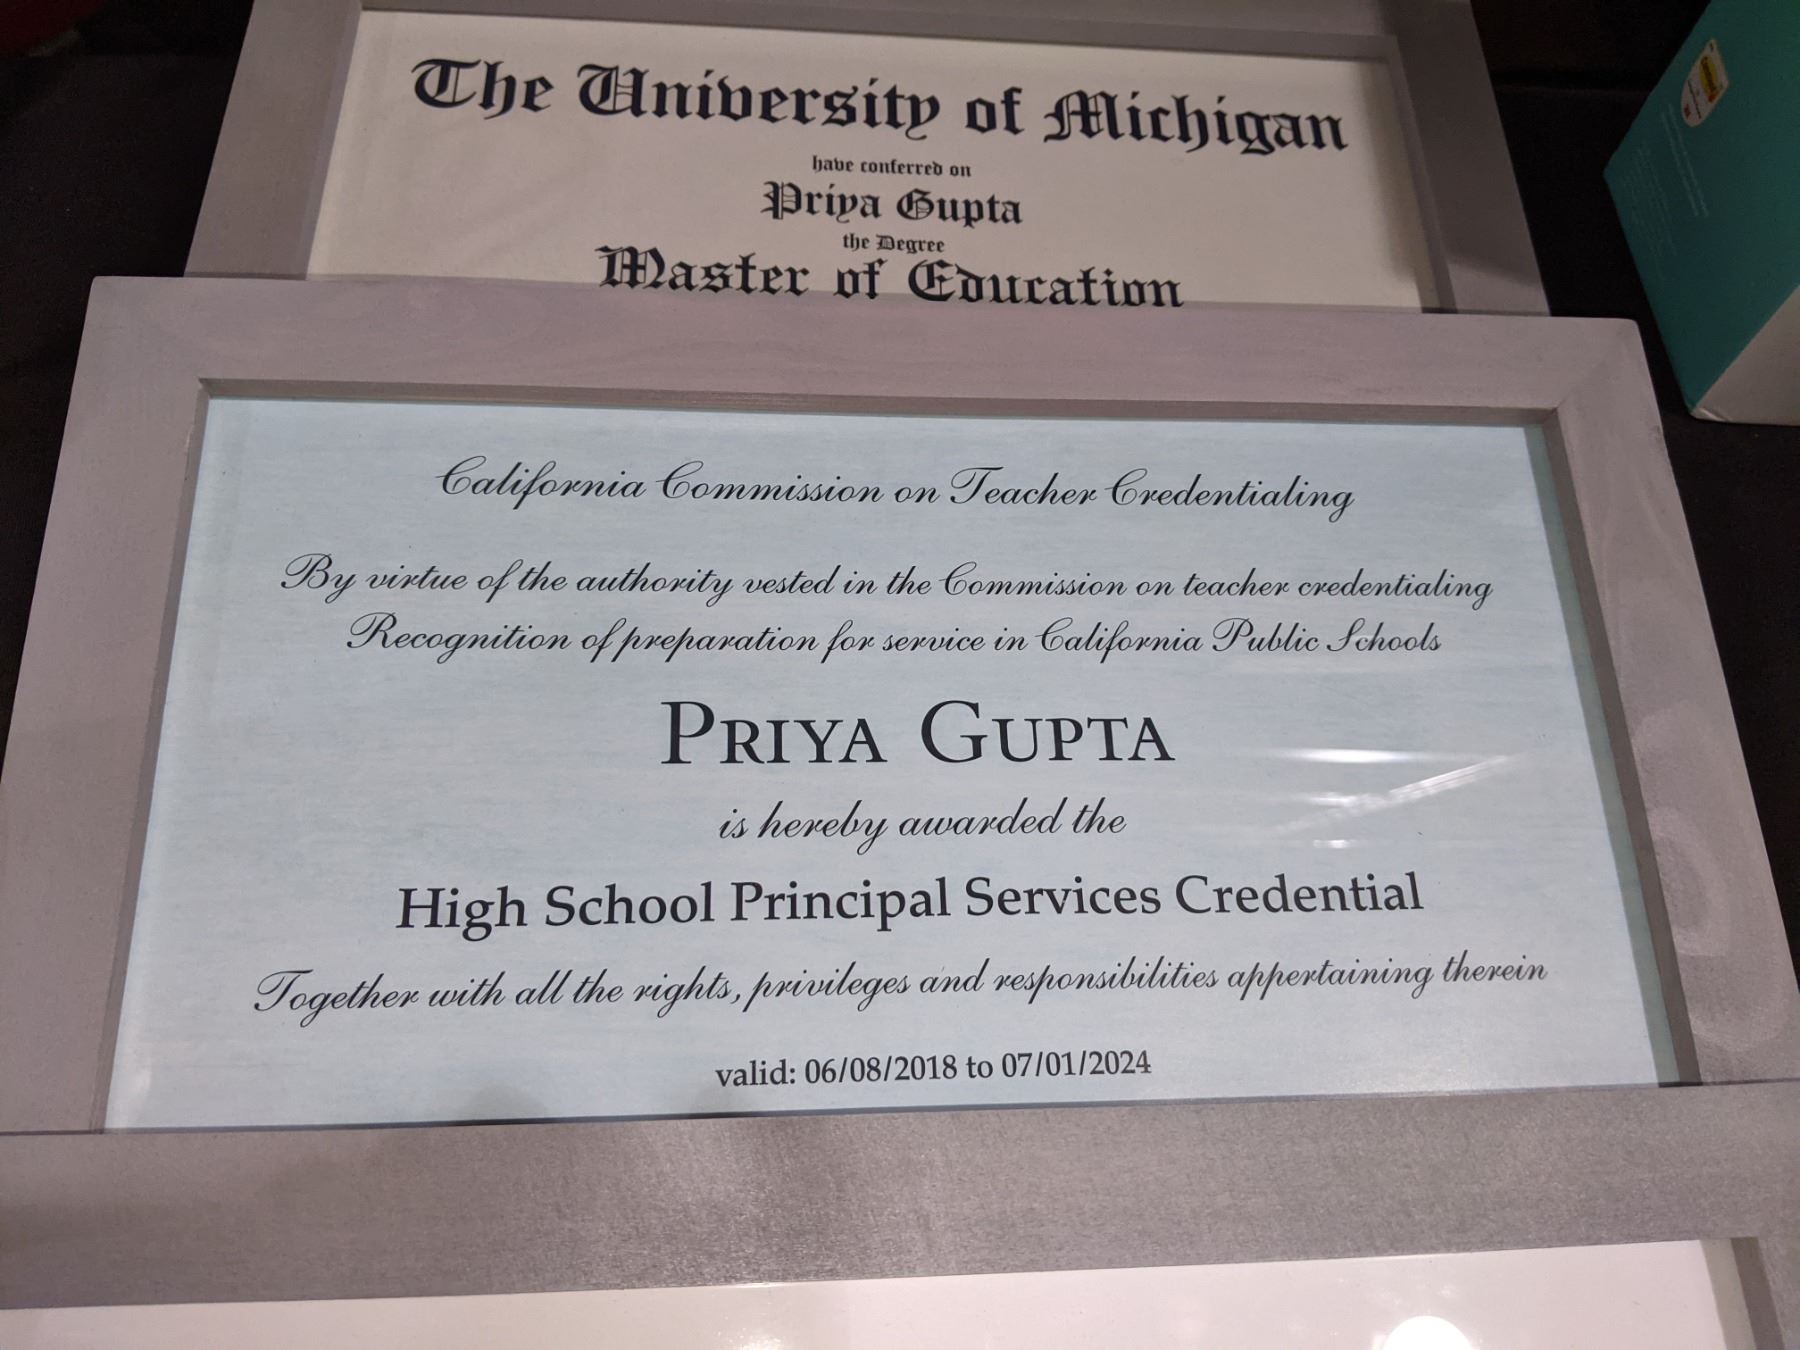 The University of Michigan
have conferred on
Priya Gupta
the Degree
Master of Education
California Commission on Teacher Credentialing
By virtue of the authority vested in the Commission on teacher credentialing
Recognition of preparation for service in California Public Schools
PRIYA GUPTA
is hereby awarded the
High School Principal Services Credential
Together with all the rights, privileges and responsibilities appertaining therein
valid: 06/08/2018 to 07/01/2024